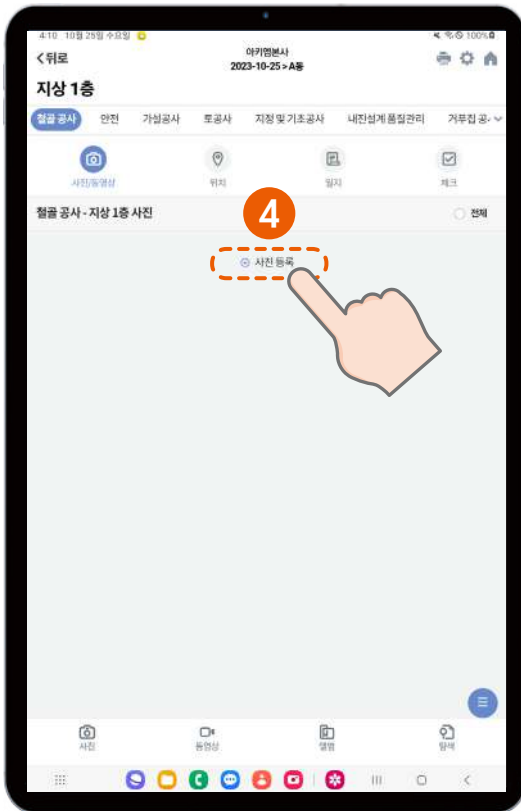 4:10 10월 25일 수요일
100%
<뒤로
아키엠본사
2023-10-25 > A동
지상 1층
철골 공사 안전 가설공사 토공사 지정 및 기초공사 내진설계 품질관리 거푸집 공
사진/동영상 위치 일지 체크
철골 공사 - 지상 1층 사진
전체
4
사진 등록
사진 동영상 앨범 탐색